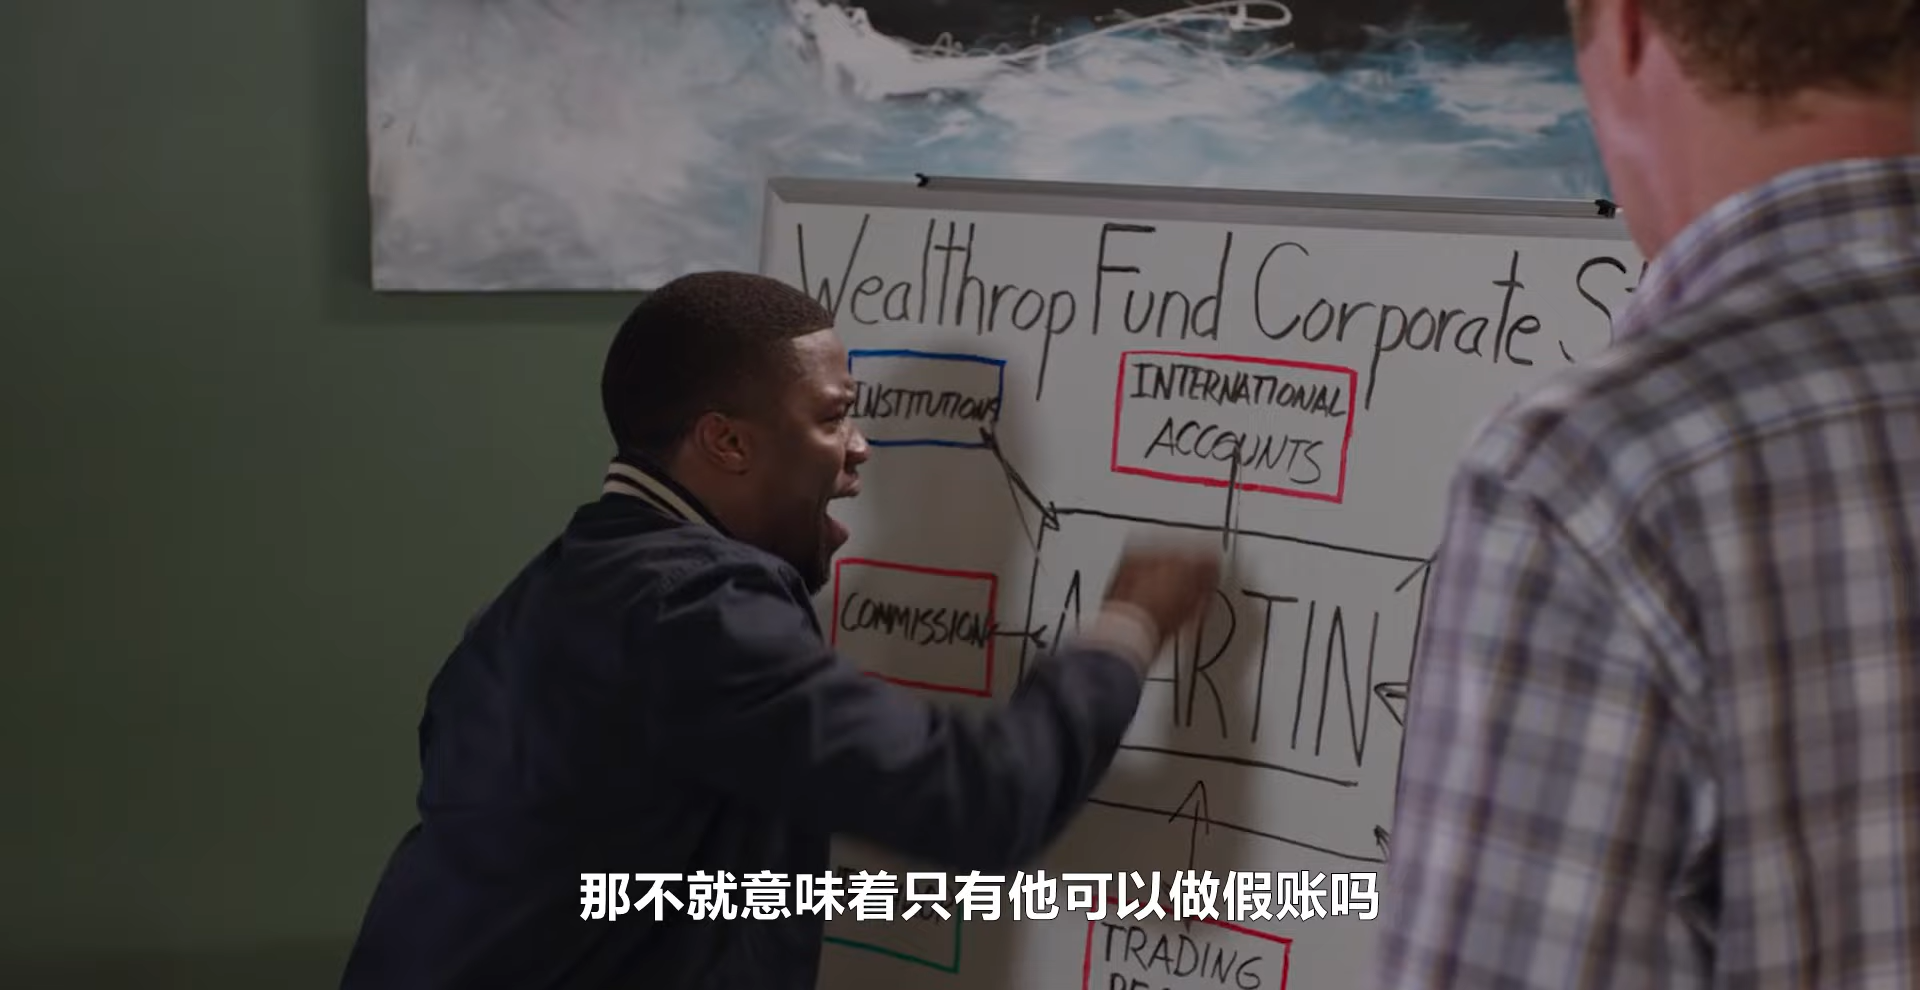 Wealthrop Fund Corporate
INSTITUTIONS
INTERNATIONAL
ACCOUNTS
COMMISSION
MARTIN
那不就意味着只有他可以做假账吗
TRADING